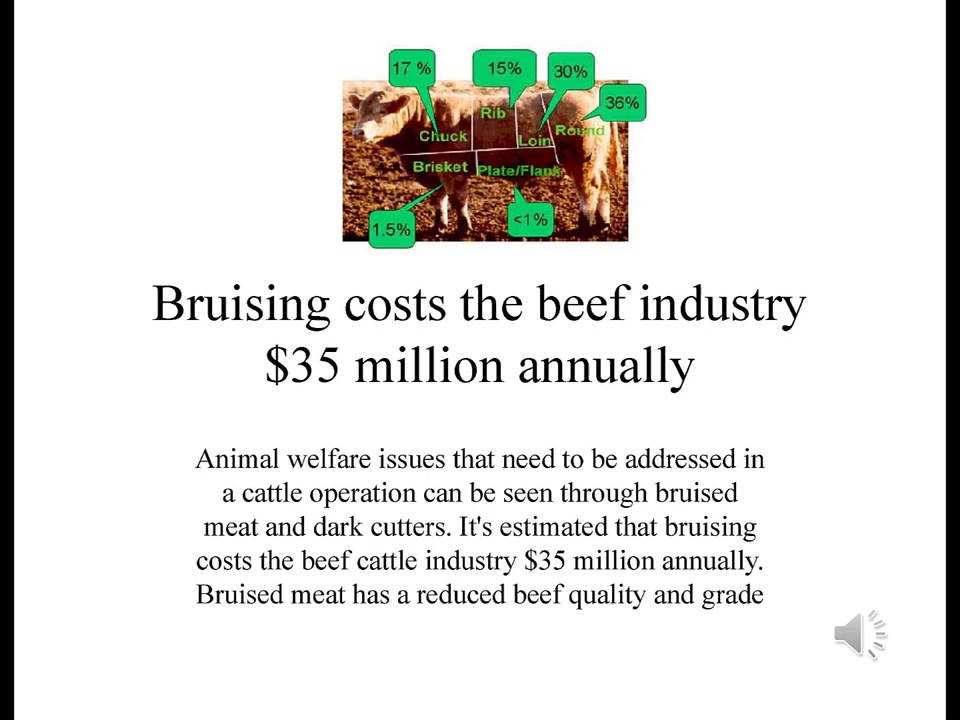 17 %
15%
30%
36%
Rib
Chuck
Loin
Round
Brisket
Plate/Flank
1.5%
<1%
Bruising costs the beef industry
$35 million annually
Animal welfare issues that need to be addressed in
a cattle operation can be seen through bruised
meat and dark cutters. It's estimated that bruising
costs the beef cattle industry $35 million annually.
Bruised meat has a reduced beef quality and grade